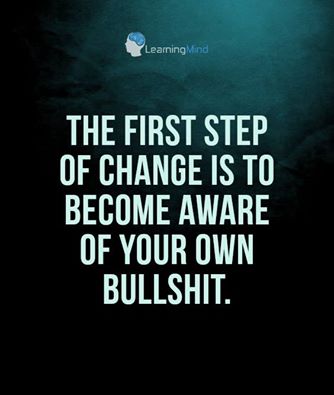 LearningMind
THE FIRST STEP
OF CHANGE IS TO
BECOME AWARE
OF YOUR OWN
BULLSHIT.